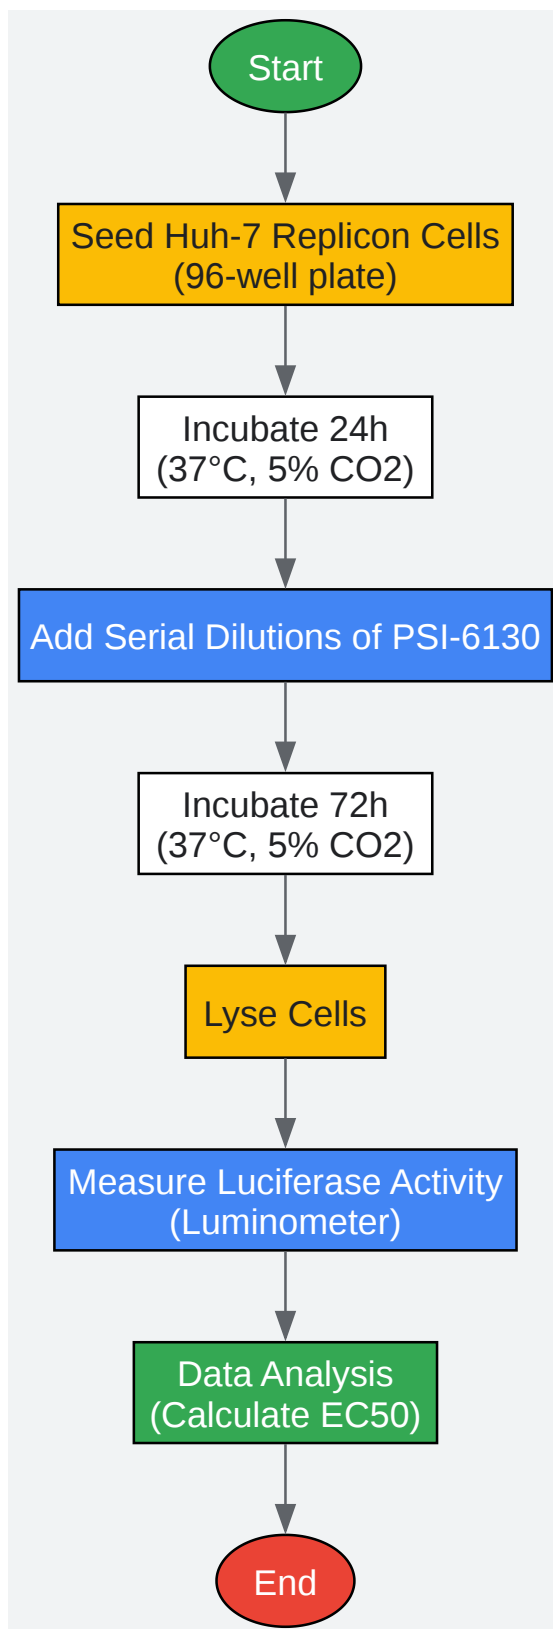 Start
Seed Huh-7 Replicon Cells
(96-well plate)
Incubate 24h
(37°C, 5% CO2)
Add Serial Dilutions of PSI-6130
Incubate 72h
(37°C, 5% CO2)
Lyse Cells
Measure Luciferase Activity
(Luminometer)
Data Analysis
(Calculate EC50)
End